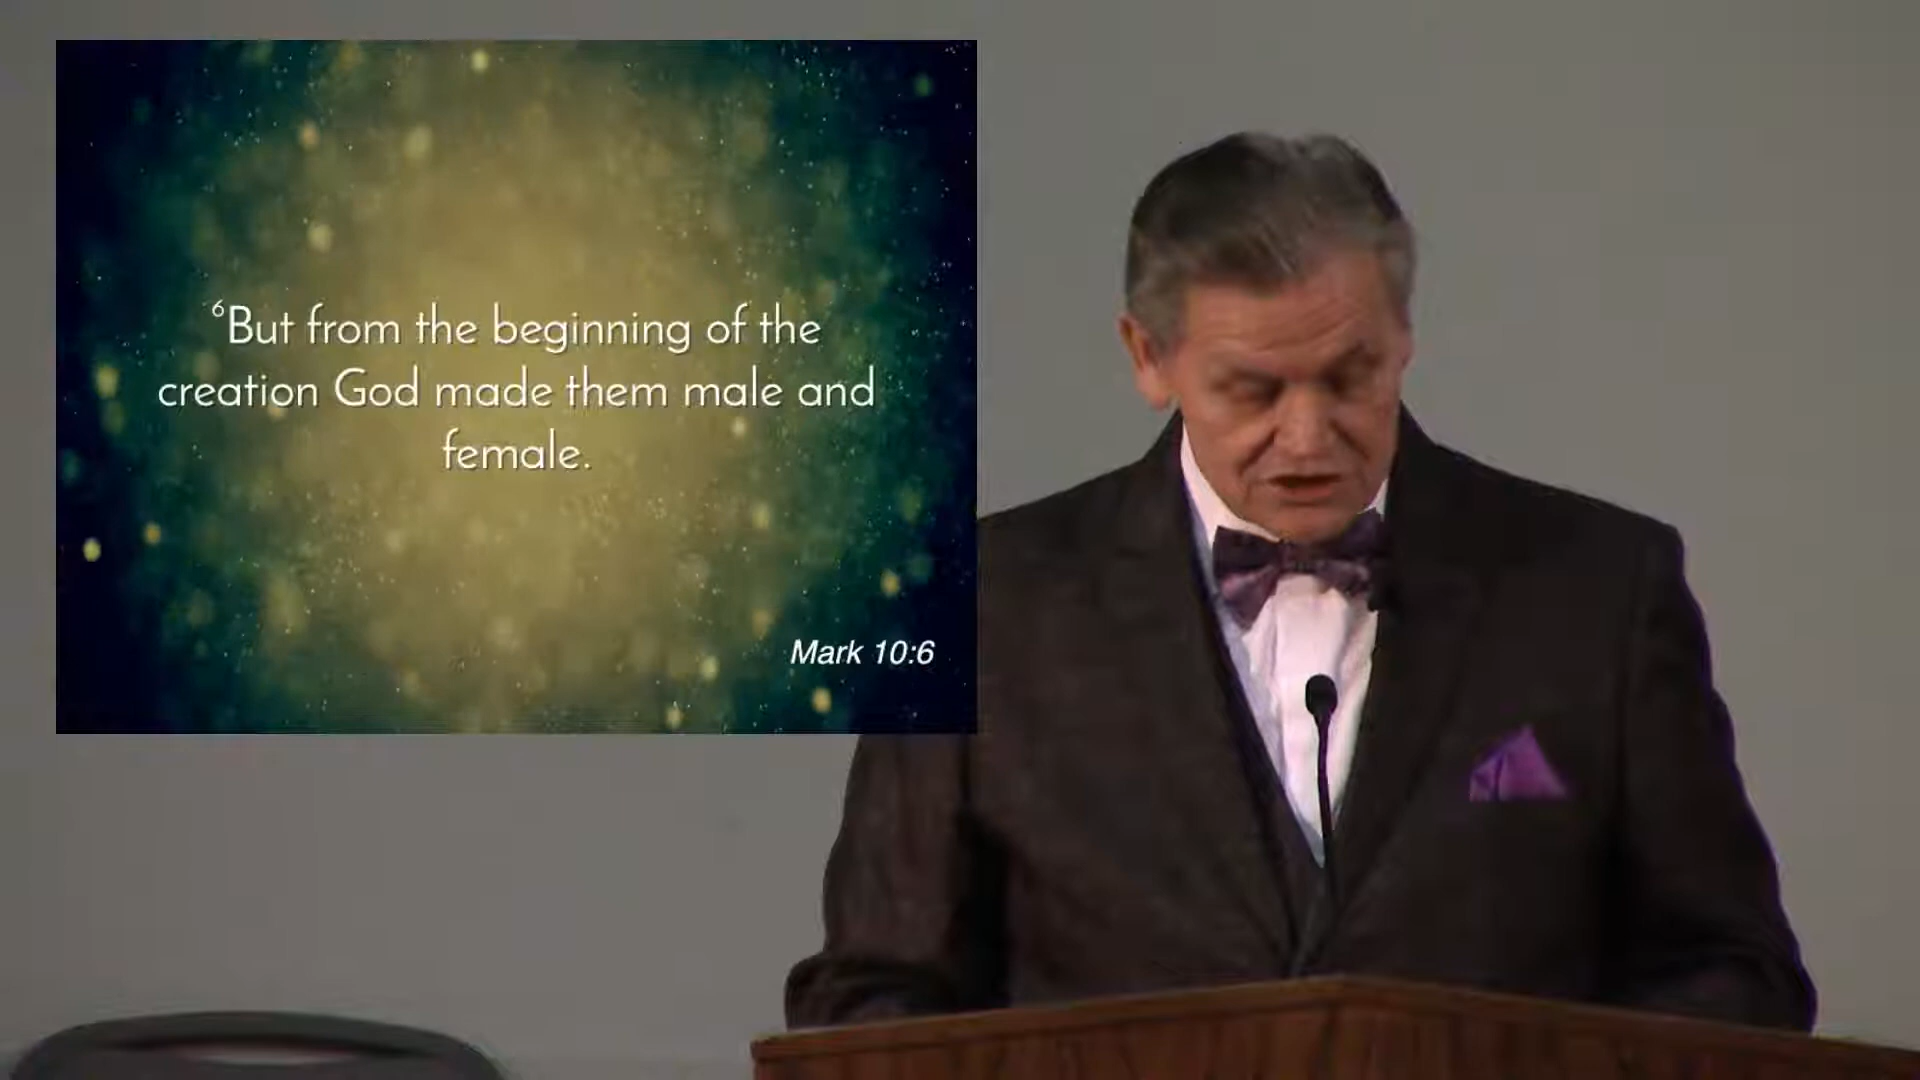 ⁶But from the beginning of the
creation God made them male and
female.
Mark 10:6